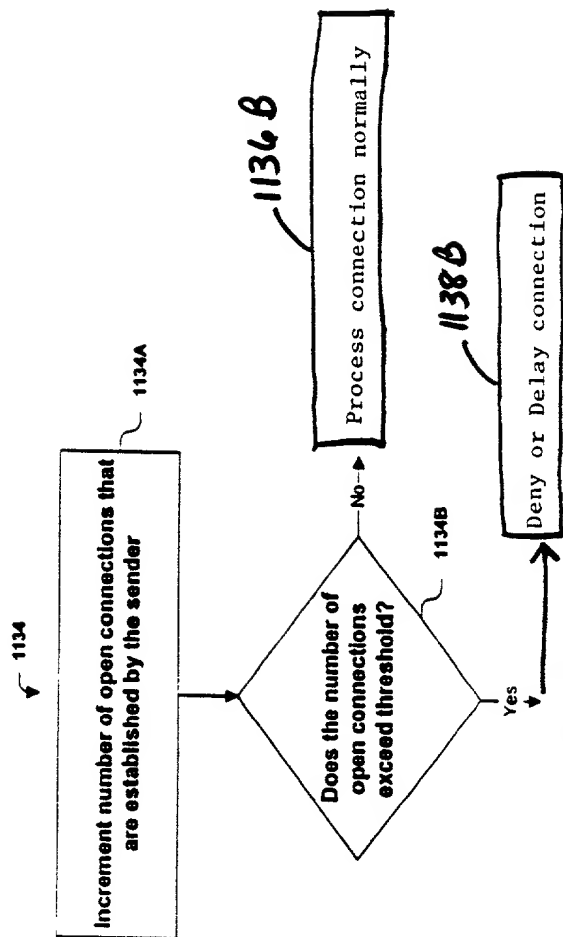 1134
Increment number of open connections that
are established by the sender
1134A
Does the number of
open connections
exceed threshold?
1134B
No
Process connection normally
1136B
Yes
Deny or Delay connection
1138B